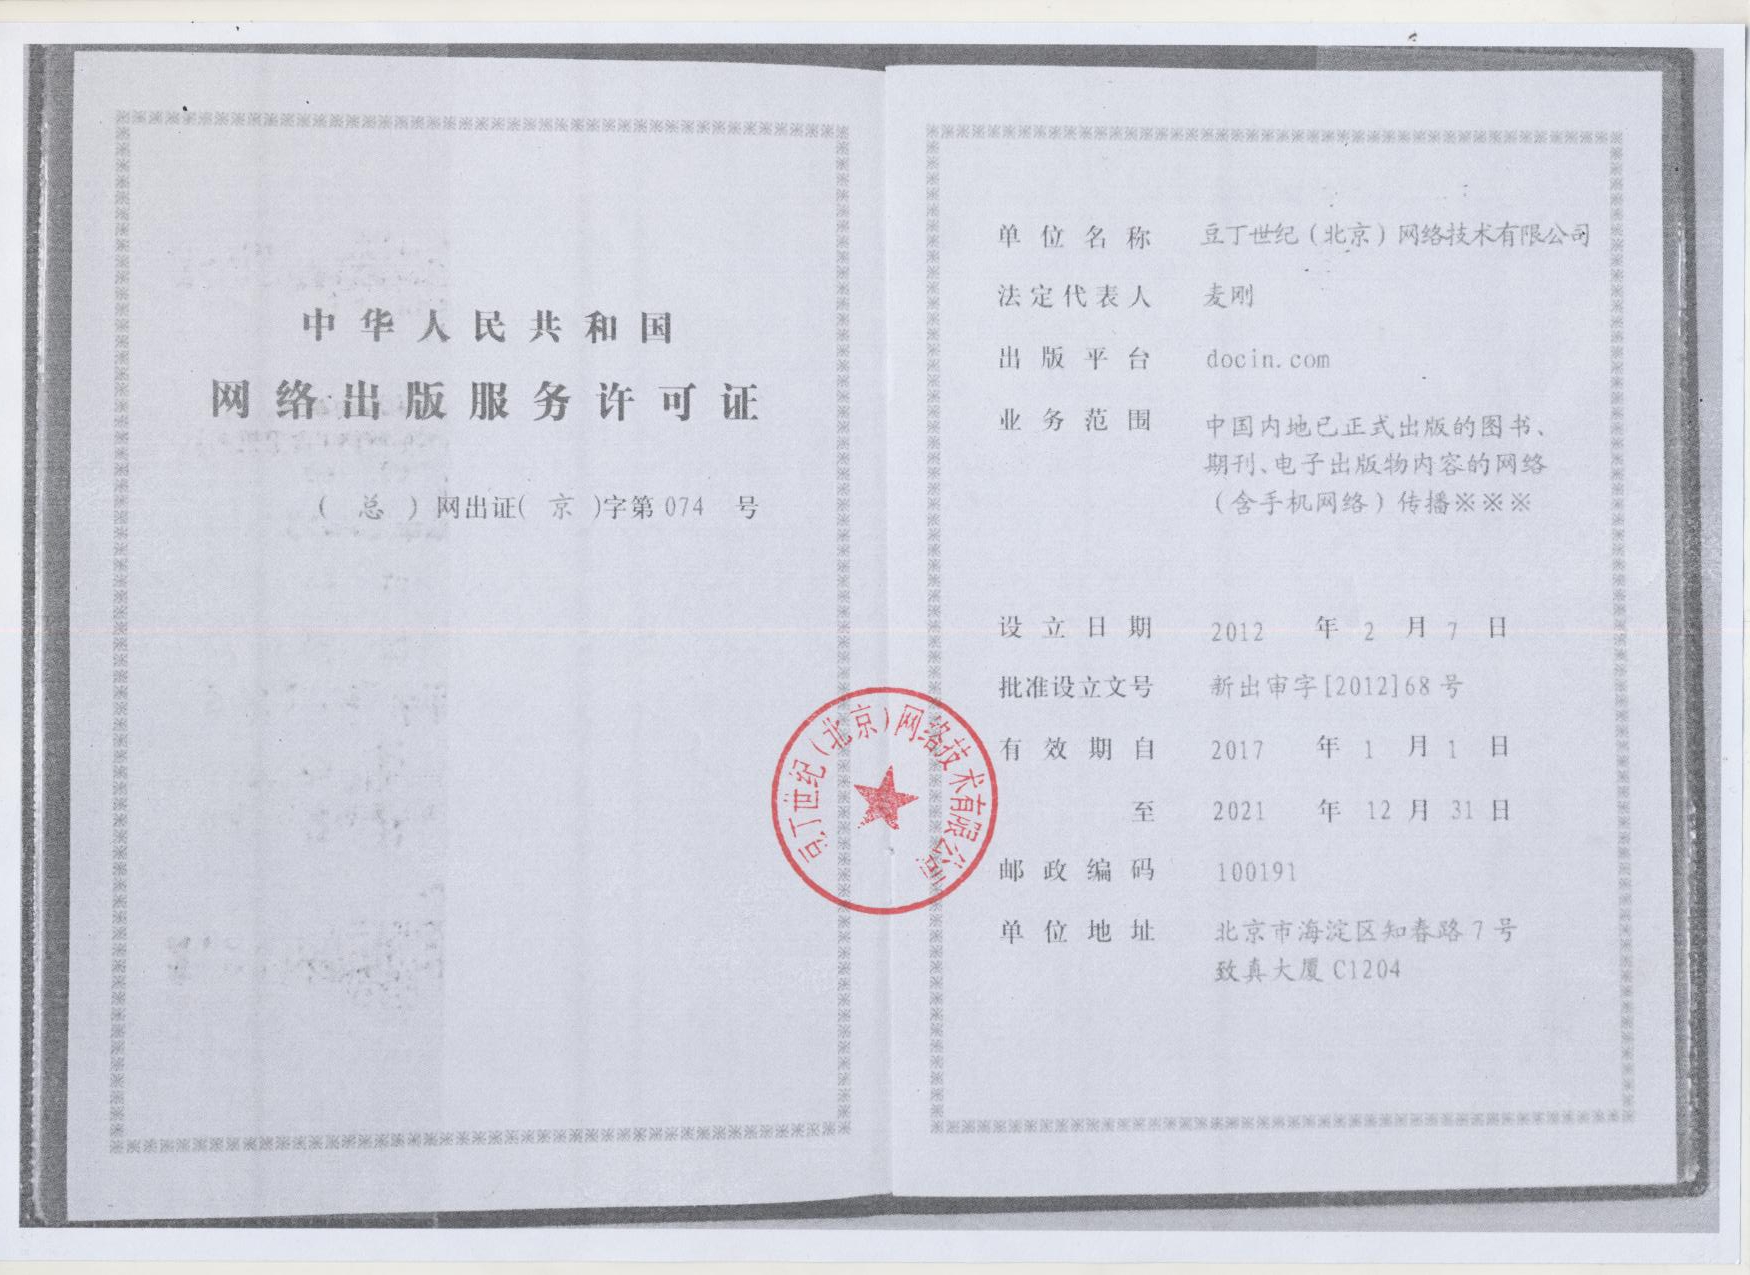 中华人民共和国
网络出版服务许可证
（ 总 ）网出证（ 京 ）字第 074 号
单位名称 豆丁世纪（北京）网络技术有限公司
法定代表人 麦刚
出版平台 docin.com
业务范围 中国内地已正式出版的图书、
期刊、电子出版物内容的网络
（含手机网络）传播※※※
设立日期 2012 年 2 月 7 日
批准设立文号 新出审字[2012]68号
有效期自 2017 年 1 月 1 日
至 2021 年 12 月 31 日
邮政编码 100191
单位地址 北京市海淀区知春路7号
致真大厦C1204
豆丁世纪（北京）网络技术有限公司